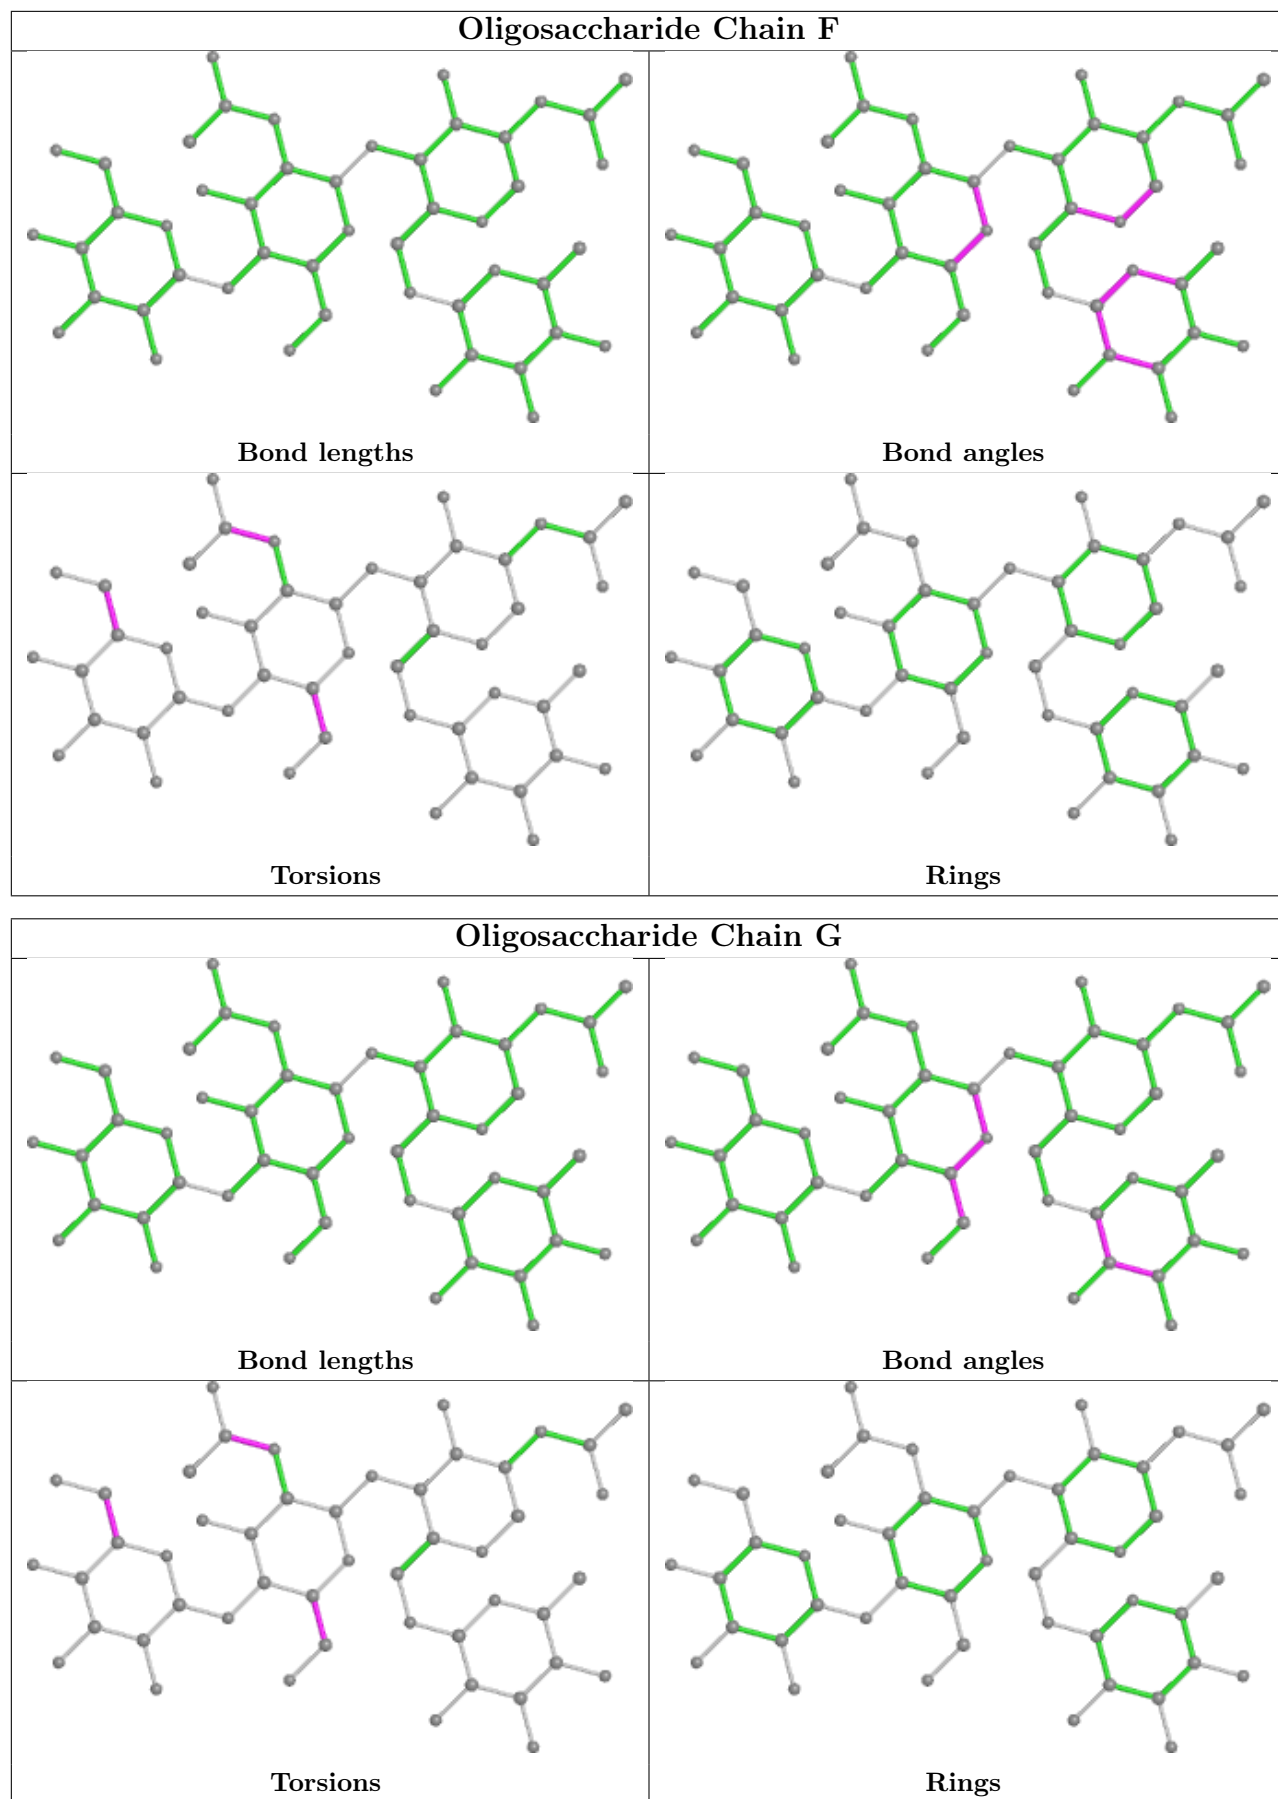 Oligosaccharide Chain F
Bond lengths
Bond angles
Torsions
Rings
Oligosaccharide Chain G
Bond lengths
Bond angles
Torsions
Rings